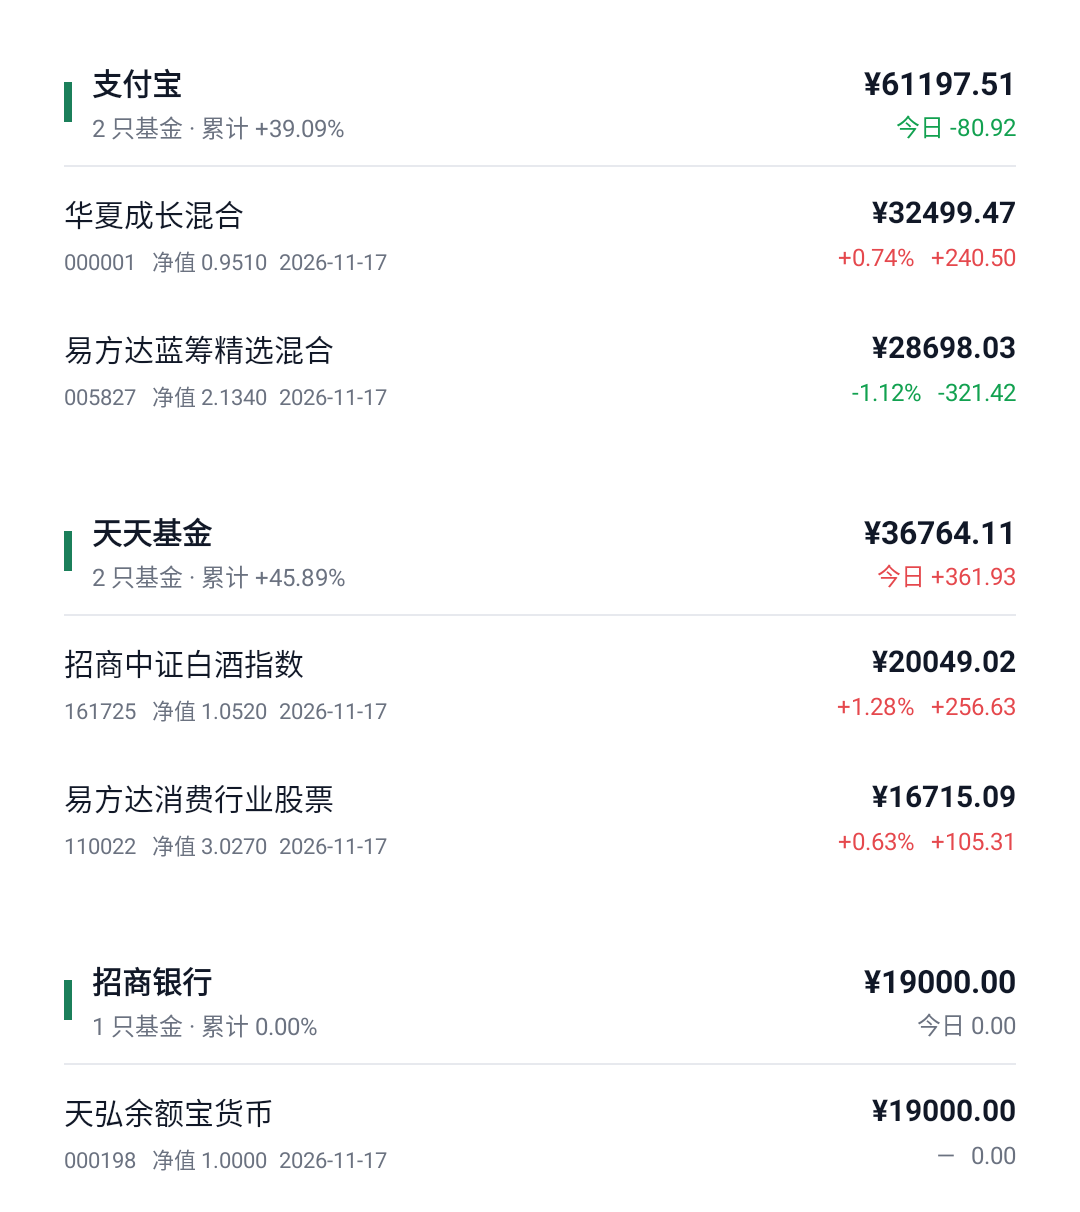 支付宝 ¥61197.51
2 只基金 · 累计 +39.09% 今日 -80.92
华夏成长混合 ¥32499.47
000001 净值 0.9510 2026-11-17 +0.74% +240.50
易方达蓝筹精选混合 ¥28698.03
005827 净值 2.1340 2026-11-17 -1.12% -321.42
天天基金 ¥36764.11
2 只基金 · 累计 +45.89% 今日 +361.93
招商中证白酒指数 ¥20049.02
161725 净值 1.0520 2026-11-17 +1.28% +256.63
易方达消费行业股票 ¥16715.09
110022 净值 3.0270 2026-11-17 +0.63% +105.31
招商银行 ¥19000.00
1 只基金 · 累计 0.00% 今日 0.00
天弘余额宝货币 ¥19000.00
000198 净值 1.0000 2026-11-17 — 0.00